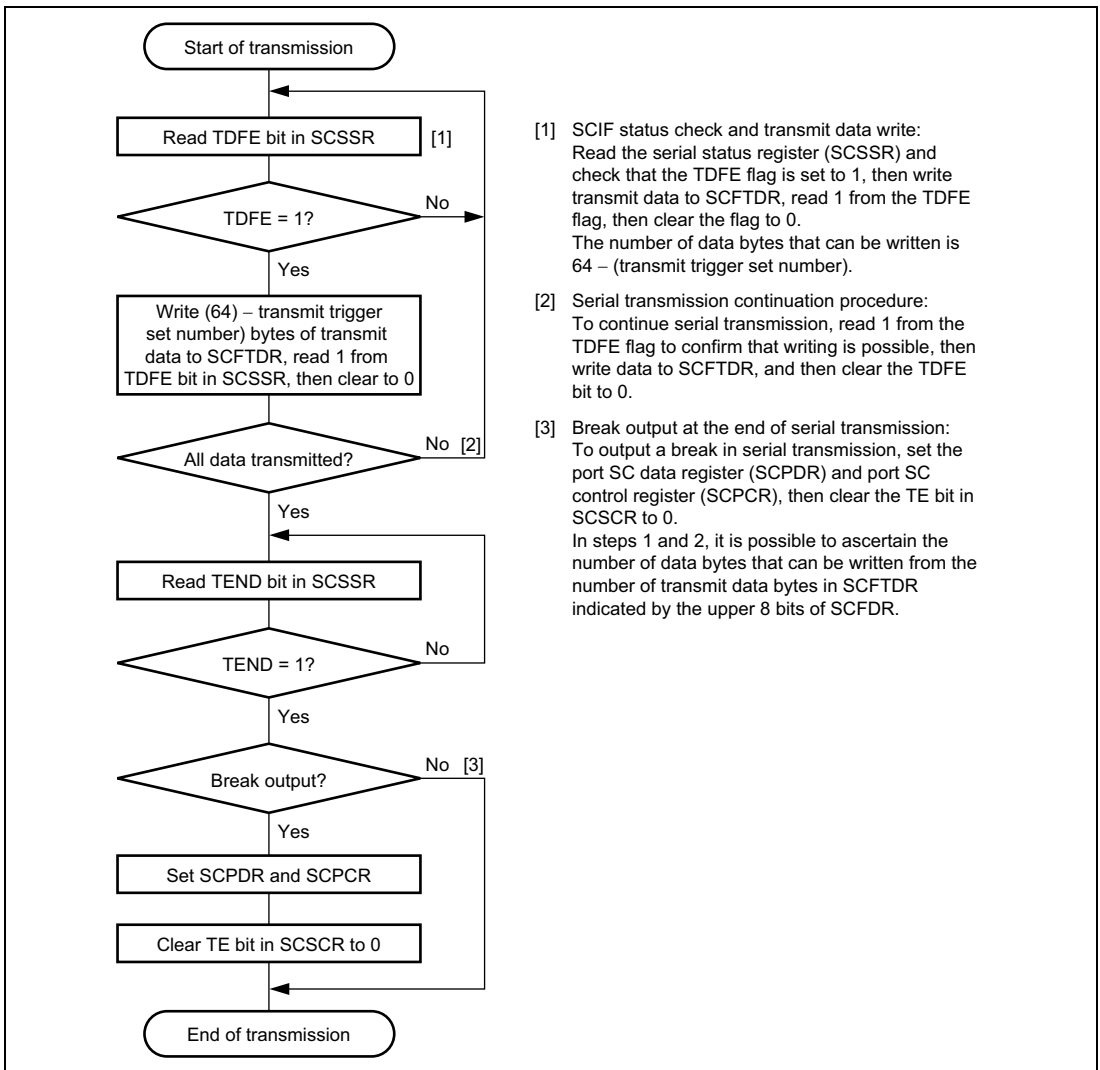 Start of transmission
Read TDFE bit in SCSSR
[1]
TDFE = 1?
No
Yes
Write (64) – transmit trigger
set number) bytes of transmit
data to SCFTDR, read 1 from
TDFE bit in SCSSR, then clear to 0
All data transmitted?
No [2]
Yes
Read TEND bit in SCSSR
TEND = 1?
No
Yes
Break output?
No [3]
Yes
Set SCPDR and SCPCR
Clear TE bit in SCSCR to 0
End of transmission
[1] SCIF status check and transmit data write:
Read the serial status register (SCSSR) and
check that the TDFE flag is set to 1, then write
transmit data to SCFTDR, read 1 from the TDFE
flag, then clear the flag to 0.
The number of data bytes that can be written is
64 – (transmit trigger set number).
[2] Serial transmission continuation procedure:
To continue serial transmission, read 1 from the
TDFE flag to confirm that writing is possible, then
write data to SCFTDR, and then clear the TDFE
bit to 0.
[3] Break output at the end of serial transmission:
To output a break in serial transmission, set the
port SC data register (SCPDR) and port SC
control register (SCPCR), then clear the TE bit in
SCSCR to 0.
In steps 1 and 2, it is possible to ascertain the
number of data bytes that can be written from the
number of transmit data bytes in SCFTDR
indicated by the upper 8 bits of SCFDR.